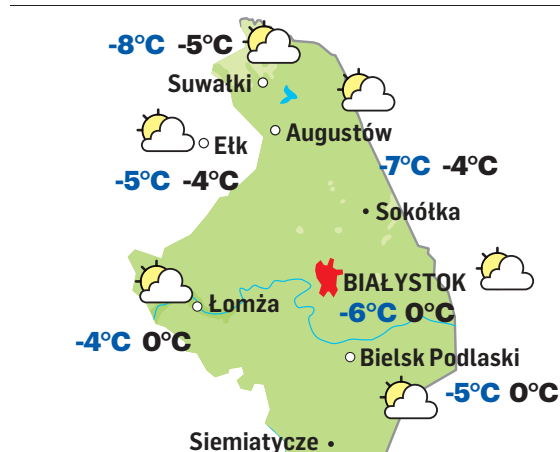 -8°C -5°C
Suwałki
Augustów
Ełk
-5°C -4°C
-7°C -4°C
Sokółka
BIAŁYSTOK
-6°C 0°C
Łomża
-4°C 0°C
Bielsk Podlaski
-5°C 0°C
Siemiatycze